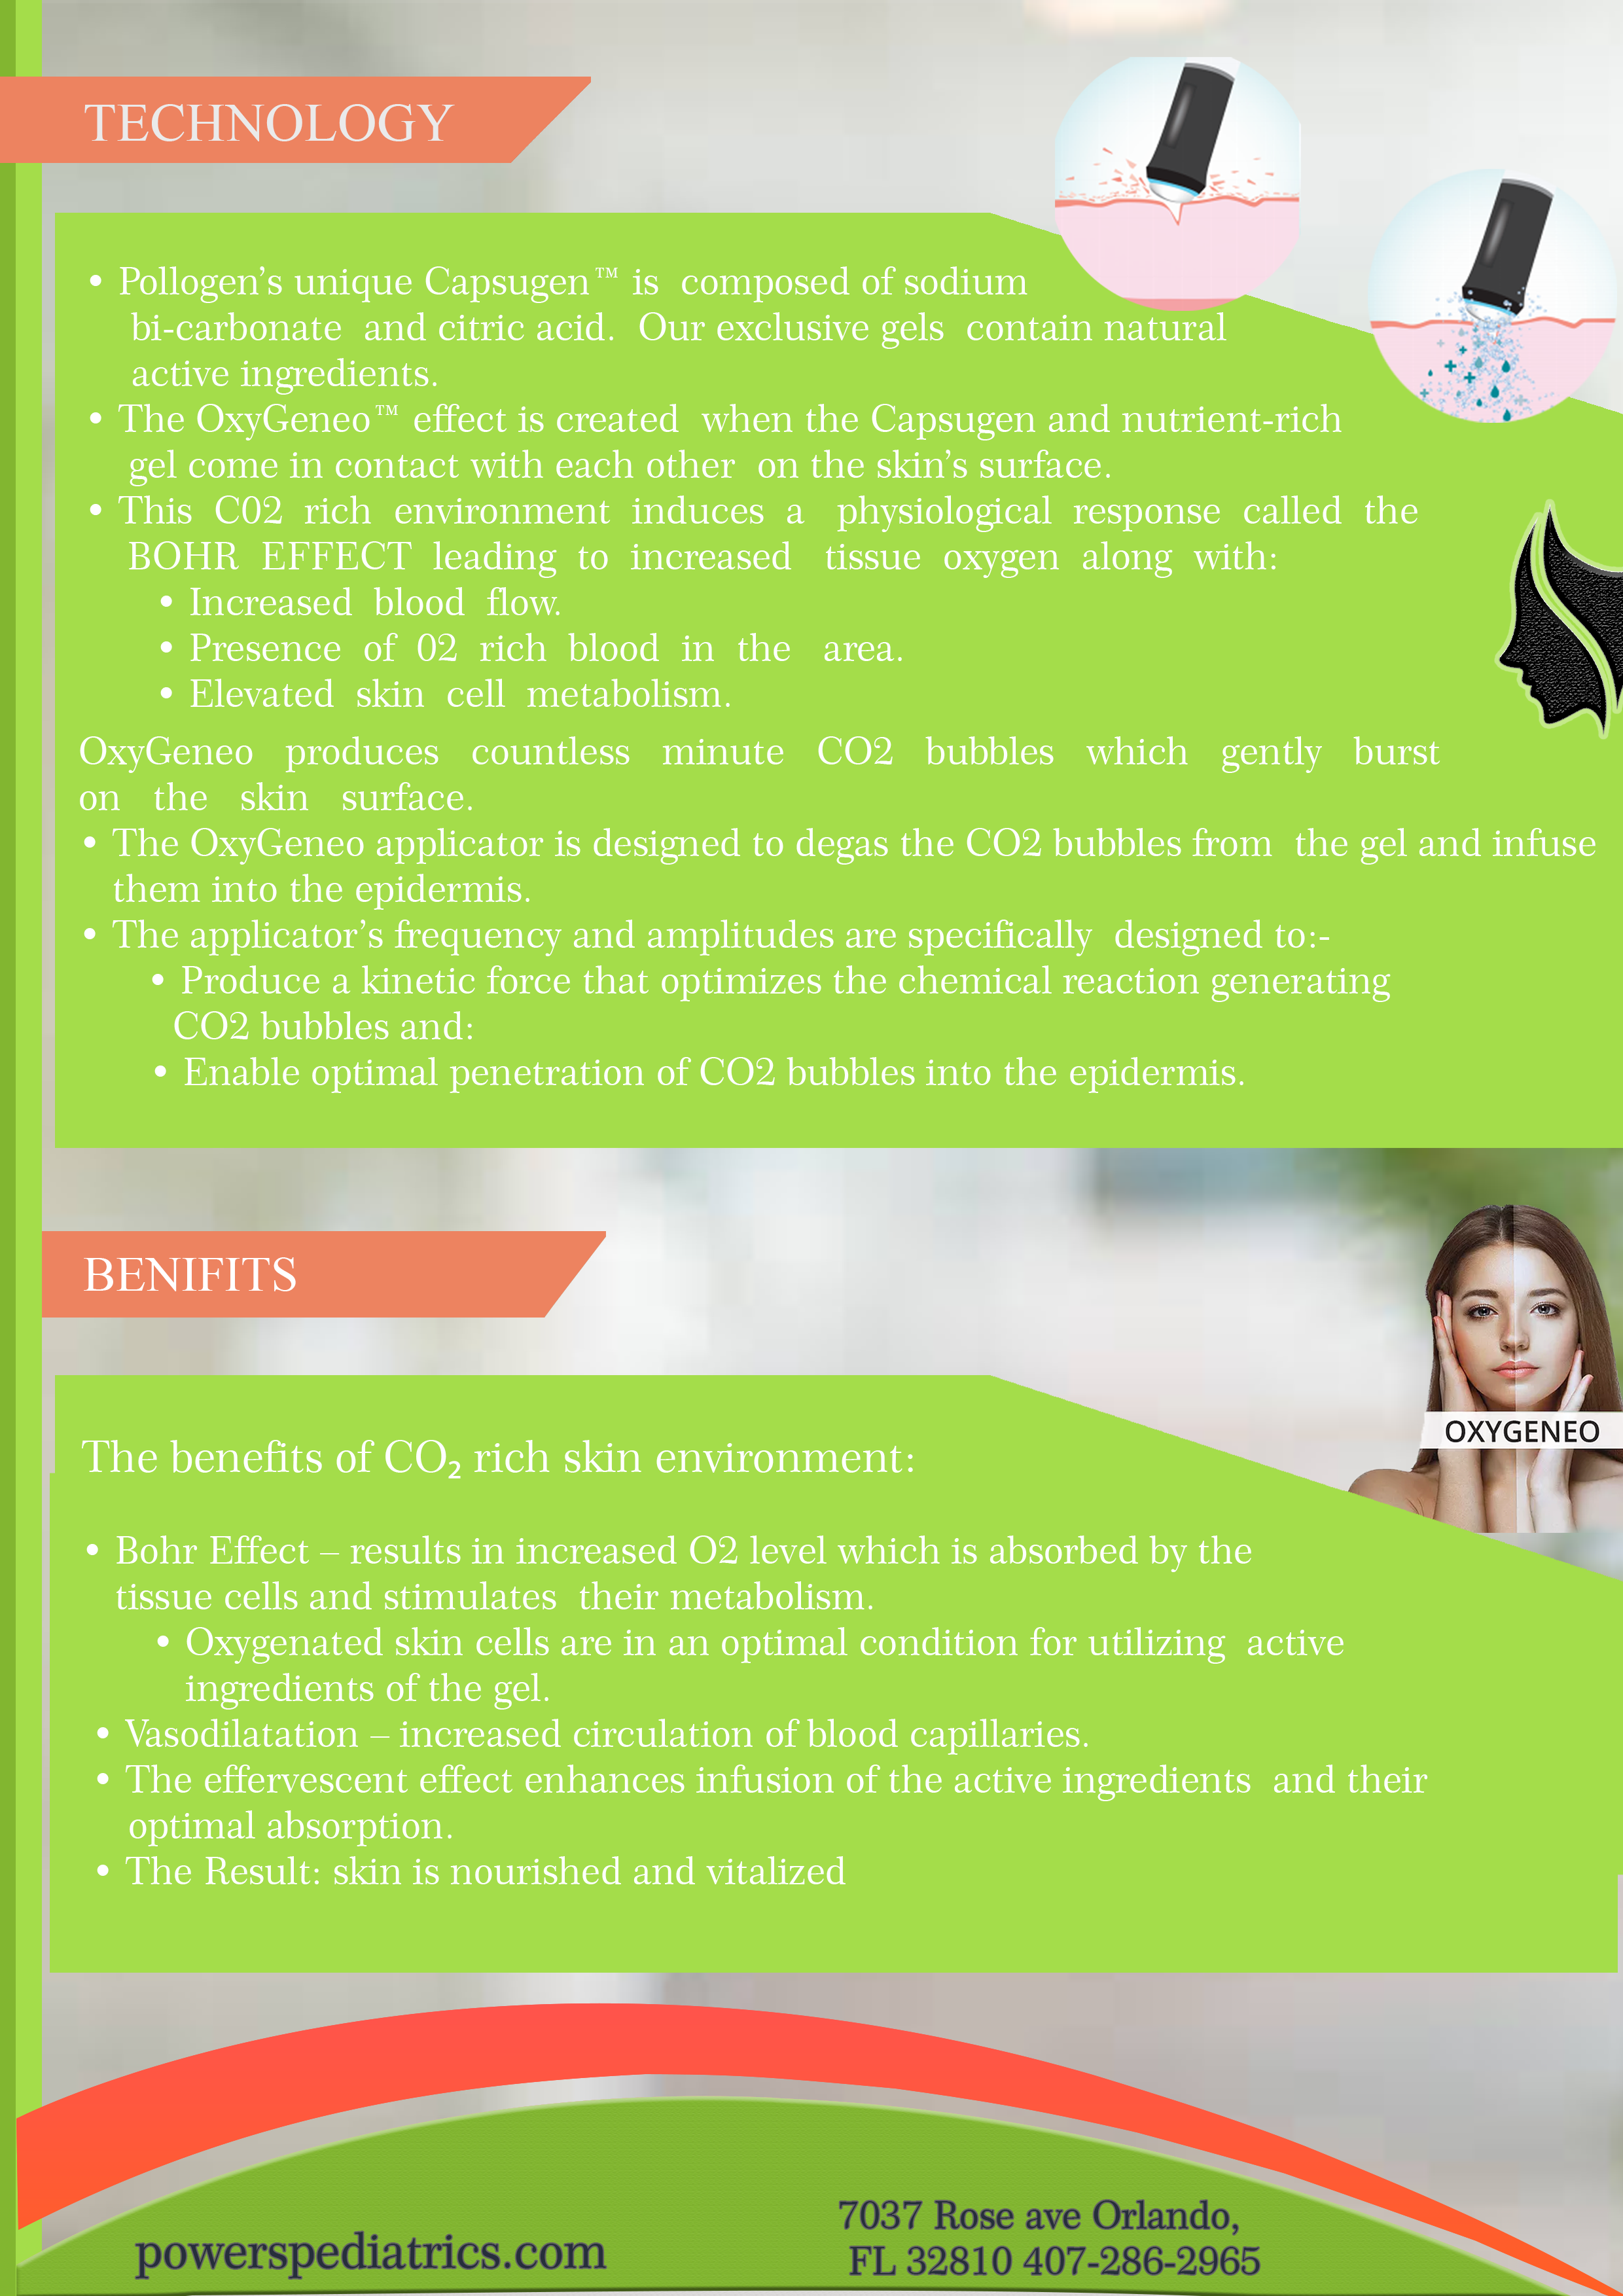 TECHNOLOGY
• Pollogen’s unique Capsugen™ is composed of sodium
bi-carbonate and citric acid. Our exclusive gels contain natural
active ingredients.
• The OxyGeneo™ effect is created when the Capsugen and nutrient-rich
gel come in contact with each other on the skin’s surface.
• This C02 rich environment induces a physiological response called the
BOHR EFFECT leading to increased tissue oxygen along with:
• Increased blood flow.
• Presence of 02 rich blood in the area.
• Elevated skin cell metabolism.
OxyGeneo produces countless minute CO2 bubbles which gently burst
on the skin surface.
• The OxyGeneo applicator is designed to degas the CO2 bubbles from the gel and infuse
them into the epidermis.
• The applicator’s frequency and amplitudes are specifically designed to:-
• Produce a kinetic force that optimizes the chemical reaction generating
CO2 bubbles and:
• Enable optimal penetration of CO2 bubbles into the epidermis.
BENIFITS
OXYGENEO
The benefits of CO₂ rich skin environment:
• Bohr Effect – results in increased O2 level which is absorbed by the
tissue cells and stimulates their metabolism.
• Oxygenated skin cells are in an optimal condition for utilizing active
ingredients of the gel.
• Vasodilatation – increased circulation of blood capillaries.
• The effervescent effect enhances infusion of the active ingredients and their
optimal absorption.
• The Result: skin is nourished and vitalized
powerspediatrics.com
7037 Rose ave Orlando,
FL 32810 407-286-2965